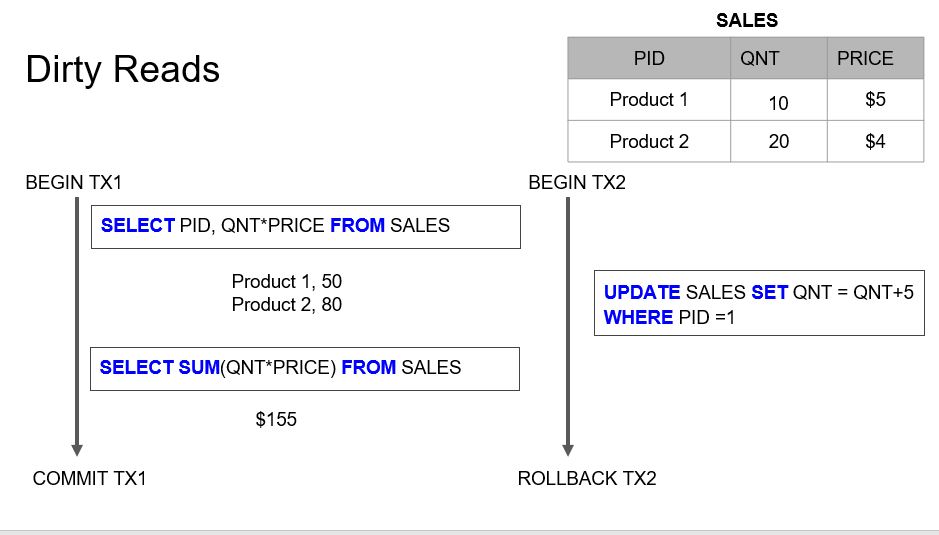 SALES
Dirty Reads
PID QNT PRICE
Product 1 10 $5
Product 2 20 $4
BEGIN TX1
BEGIN TX2
SELECT PID, QNT*PRICE FROM SALES
Product 1, 50
Product 2, 80
UPDATE SALES SET QNT = QNT+5
WHERE PID =1
SELECT SUM(QNT*PRICE) FROM SALES
$155
COMMIT TX1
ROLLBACK TX2